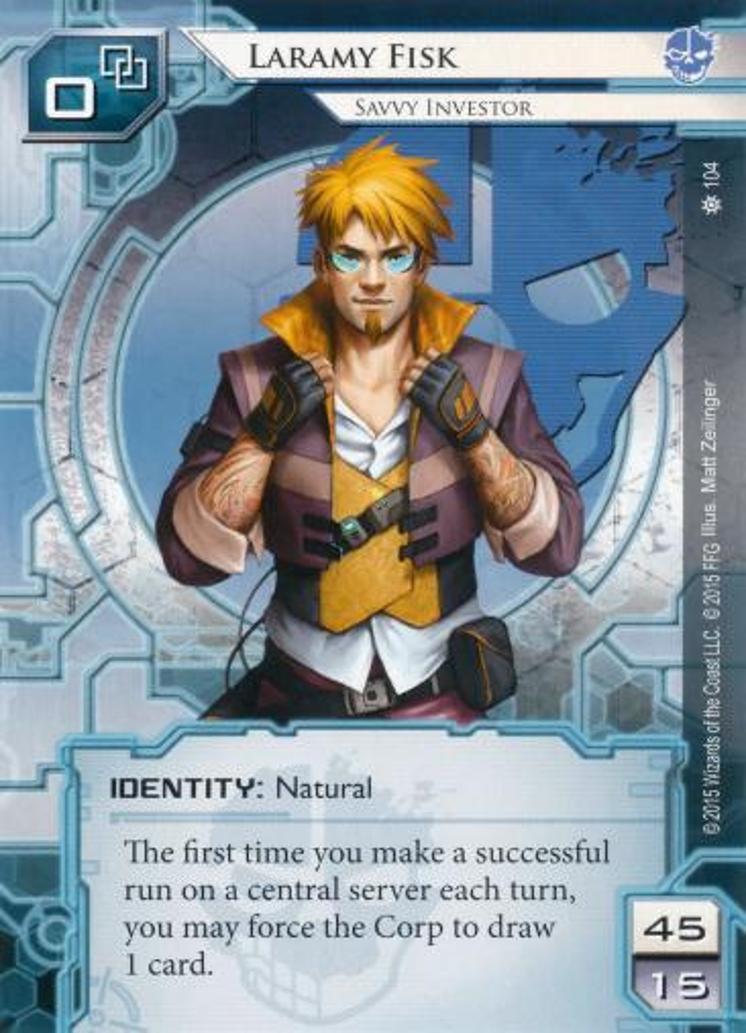 0
Laramy Fisk
Savvy Investor
104
IDENTITY: Natural
The first time you make a successful
run on a central server each turn,
you may force the Corp to draw
1 card.
45
15
©2015 Wizards of the Coast LLC. ©2015 FFG Illus. Matt Zeilinger